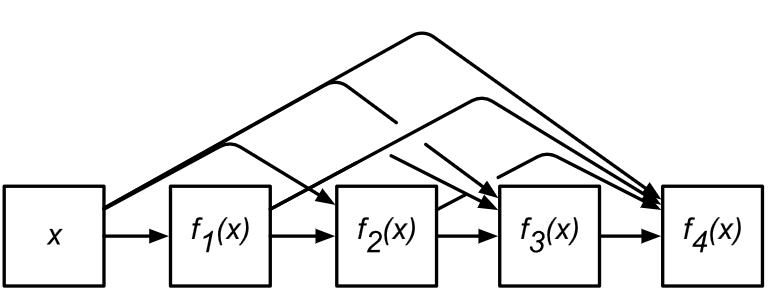 x
f₁(x)
f₂(x)
f₃(x)
f₄(x)